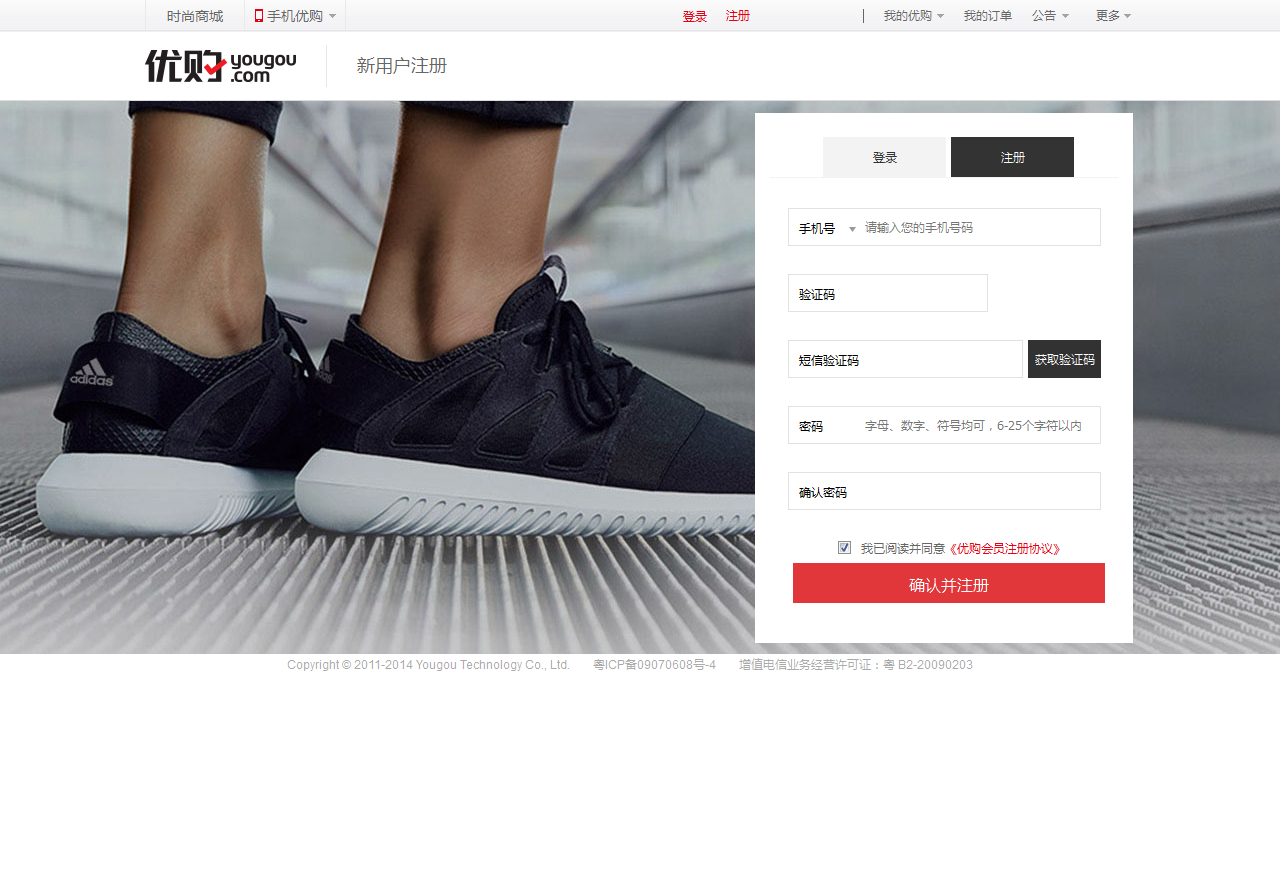 时尚商城 手机优购 登录 注册 | 我的优购 我的订单 公告 更多
优购 yougou .com 新用户注册
登录 注册
手机号 请输入您的手机号码
验证码
短信验证码 获取验证码
adidas
密码 字母、数字、符号均可，6-25个字符以内
确认密码
我已阅读并同意《优购会员注册协议》
确认并注册
Copyright © 2011-2014 Yougou Technology Co., Ltd. 粤ICP备09070608号-4 增值电信业务经营许可证：粤 B2-20090203